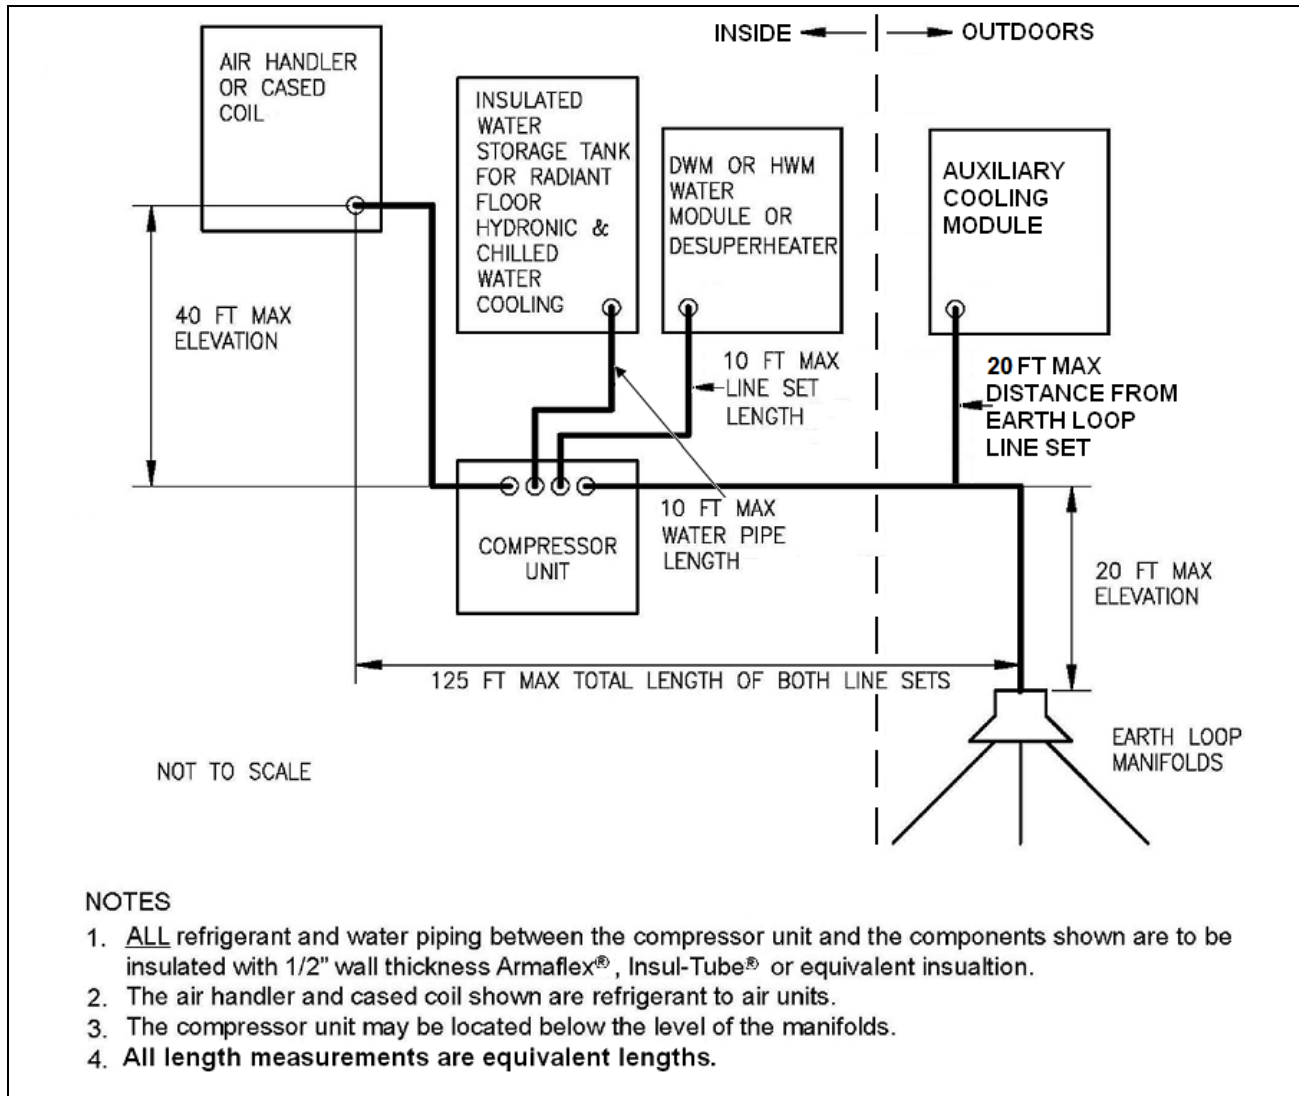 INSIDE
OUTDOORS
AIR HANDLER
OR CASED
COIL
INSULATED
WATER
STORAGE TANK
FOR RADIANT
FLOOR
HYDRONIC &
CHILLED
WATER
COOLING
DWM OR HWM
WATER
MODULE OR
DESUPERHEATER
AUXILIARY
COOLING
MODULE
40 FT MAX
ELEVATION
10 FT MAX
LINE SET
LENGTH
20 FT MAX
DISTANCE FROM
EARTH LOOP
LINE SET
10 FT MAX
WATER PIPE
LENGTH
COMPRESSOR
UNIT
20 FT MAX
ELEVATION
125 FT MAX TOTAL LENGTH OF BOTH LINE SETS
EARTH LOOP
MANIFOLDS
NOT TO SCALE
NOTES
1. ALL refrigerant and water piping between the compressor unit and the components shown are to be
insulated with 1/2" wall thickness Armaflex®, Insul-Tube® or equivalent insualtion.
2. The air handler and cased coil shown are refrigerant to air units.
3. The compressor unit may be located below the level of the manifolds.
4. All length measurements are equivalent lengths.